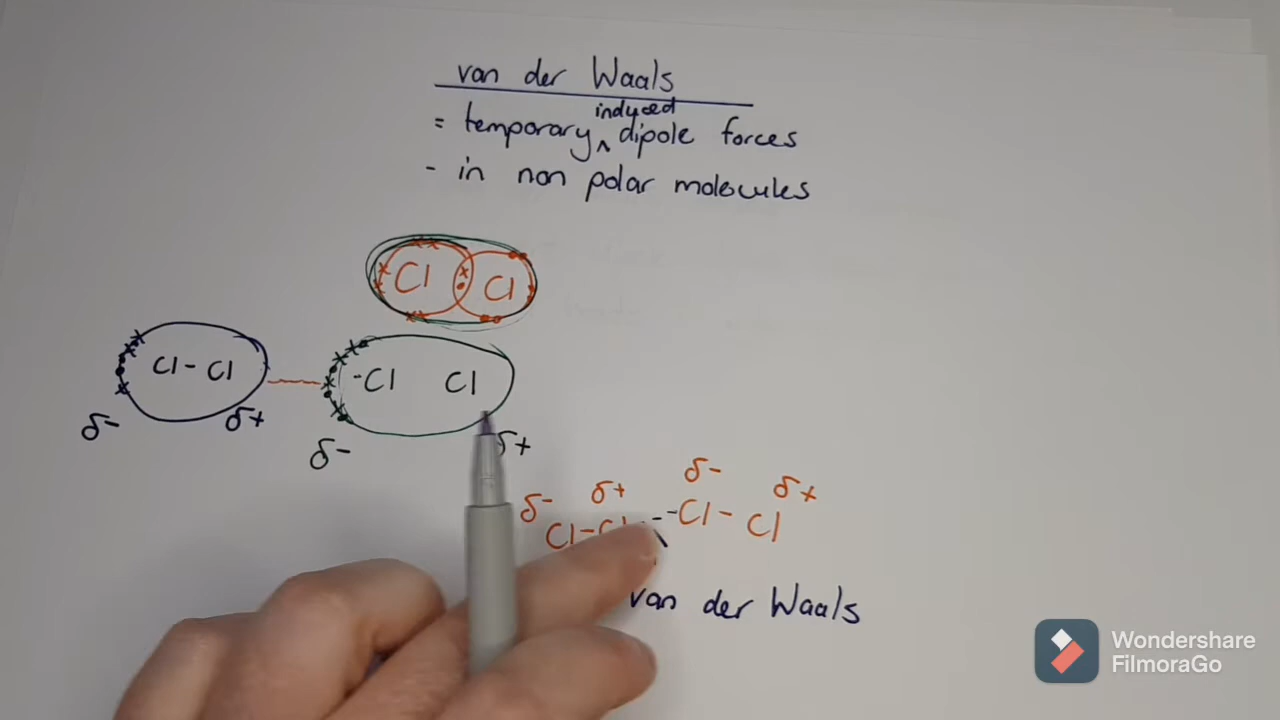 van der Waals
induced
= temporary ^ dipole forces
- in non polar molecules
Cl Cl
Cl - Cl
-Cl Cl
δ- δ+
δ- δ+
δ- δ+ δ- δ+
Cl-Cl -Cl - Cl
van der Waals
Wondershare
FilmoraGo